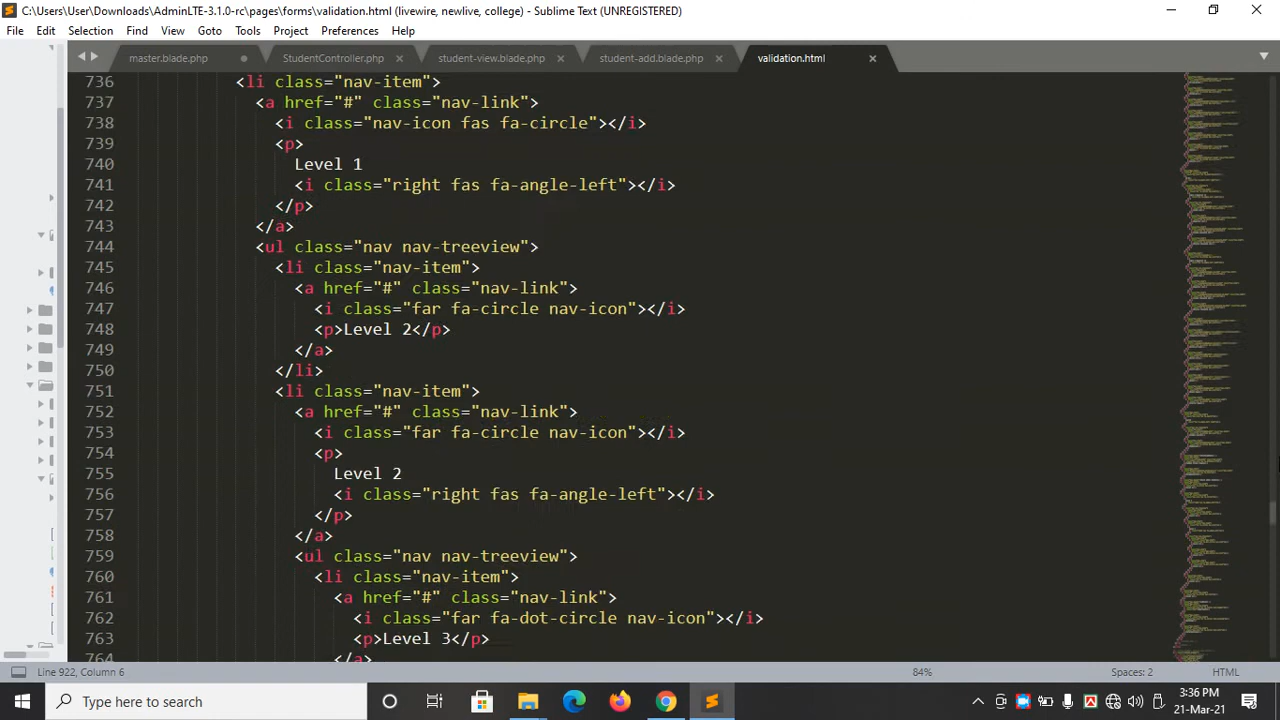 C:\Users\User\Downloads\AdminLTE-3.1.0-rc\pages\forms\validation.html (livewire, newlive, college) - Sublime Text (UNREGISTERED)
File Edit Selection Find View Goto Tools Project Preferences Help
master.blade.php StudentController.php student-view.blade.php student-add.blade.php validation.html
736 <li class="nav-item">
737 <a href="#" class="nav-link">
738 <i class="nav-icon fas fa-circle"></i>
739 <p>
740 Level 1
741 <i class="right fas fa-angle-left"></i>
742 </p>
743 </a>
744 <ul class="nav nav-treeview">
745 <li class="nav-item">
746 <a href="#" class="nav-link">
747 <i class="far fa-circle nav-icon"></i>
748 <p>Level 2</p>
749 </a>
750 </li>
751 <li class="nav-item">
752 <a href="#" class="nav-link">
753 <i class="far fa-circle nav-icon"></i>
754 <p>
755 Level 2
756 <i class="right fas fa-angle-left"></i>
757 </p>
758 </a>
759 <ul class="nav nav-treeview">
760 <li class="nav-item">
761 <a href="#" class="nav-link">
762 <i class="far fa-dot-circle nav-icon"></i>
763 <p>Level 3</p>
764 </a>
Line 922, Column 6 84% Spaces: 2 HTML
Type here to search
3:36 PM
21-Mar-21